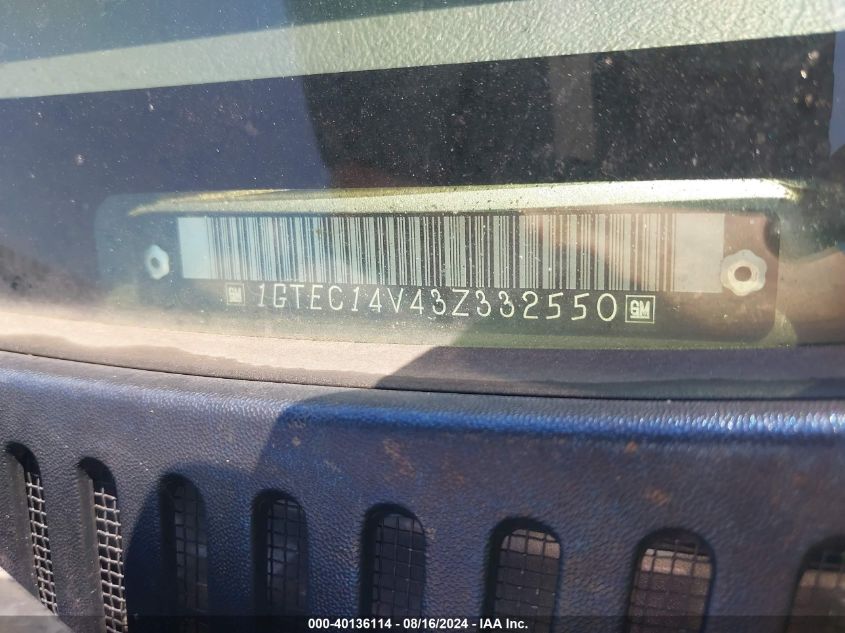 GM 1GTEC14V43Z332550 GM
000-40136114 - 08/16/2024 - IAA Inc.